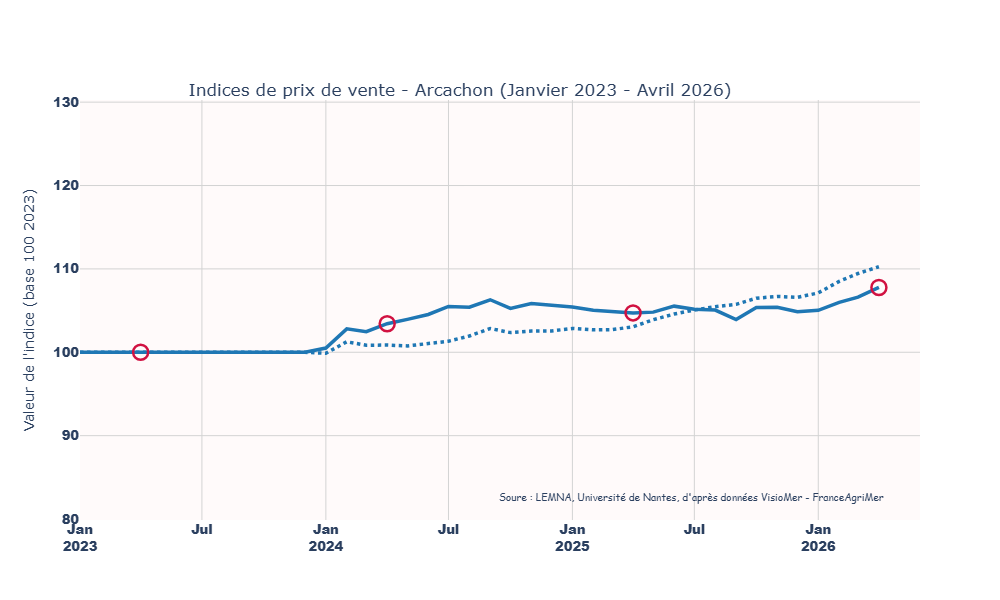 Indices de prix de vente - Arcachon (Janvier 2023 - Avril 2026)
Valeur de l'indice (base 100 2023)
130
120
110
100
90
80
Soure : LEMNA, Université de Nantes, d'après données VisioMer - FranceAgriMer
Jan
2023
Jul
Jan
2024
Jul
Jan
2025
Jul
Jan
2026